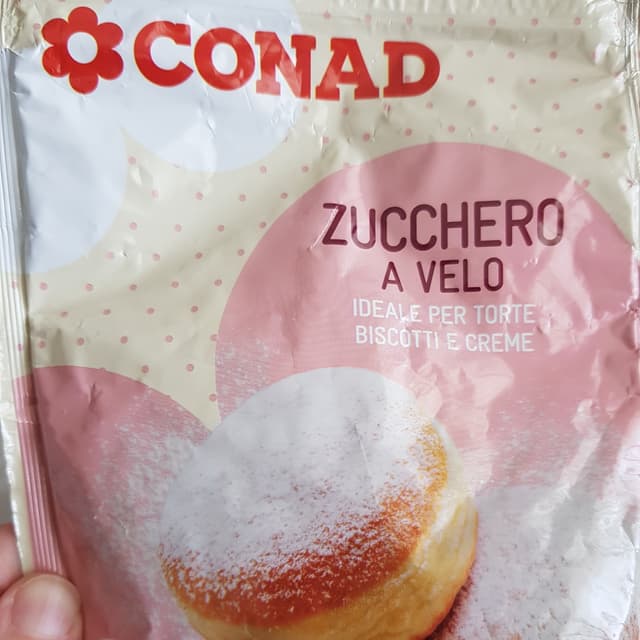 CONAD
ZUCCHERO
A VELO
IDEALE PER TORTE
BISCOTTI E CREME